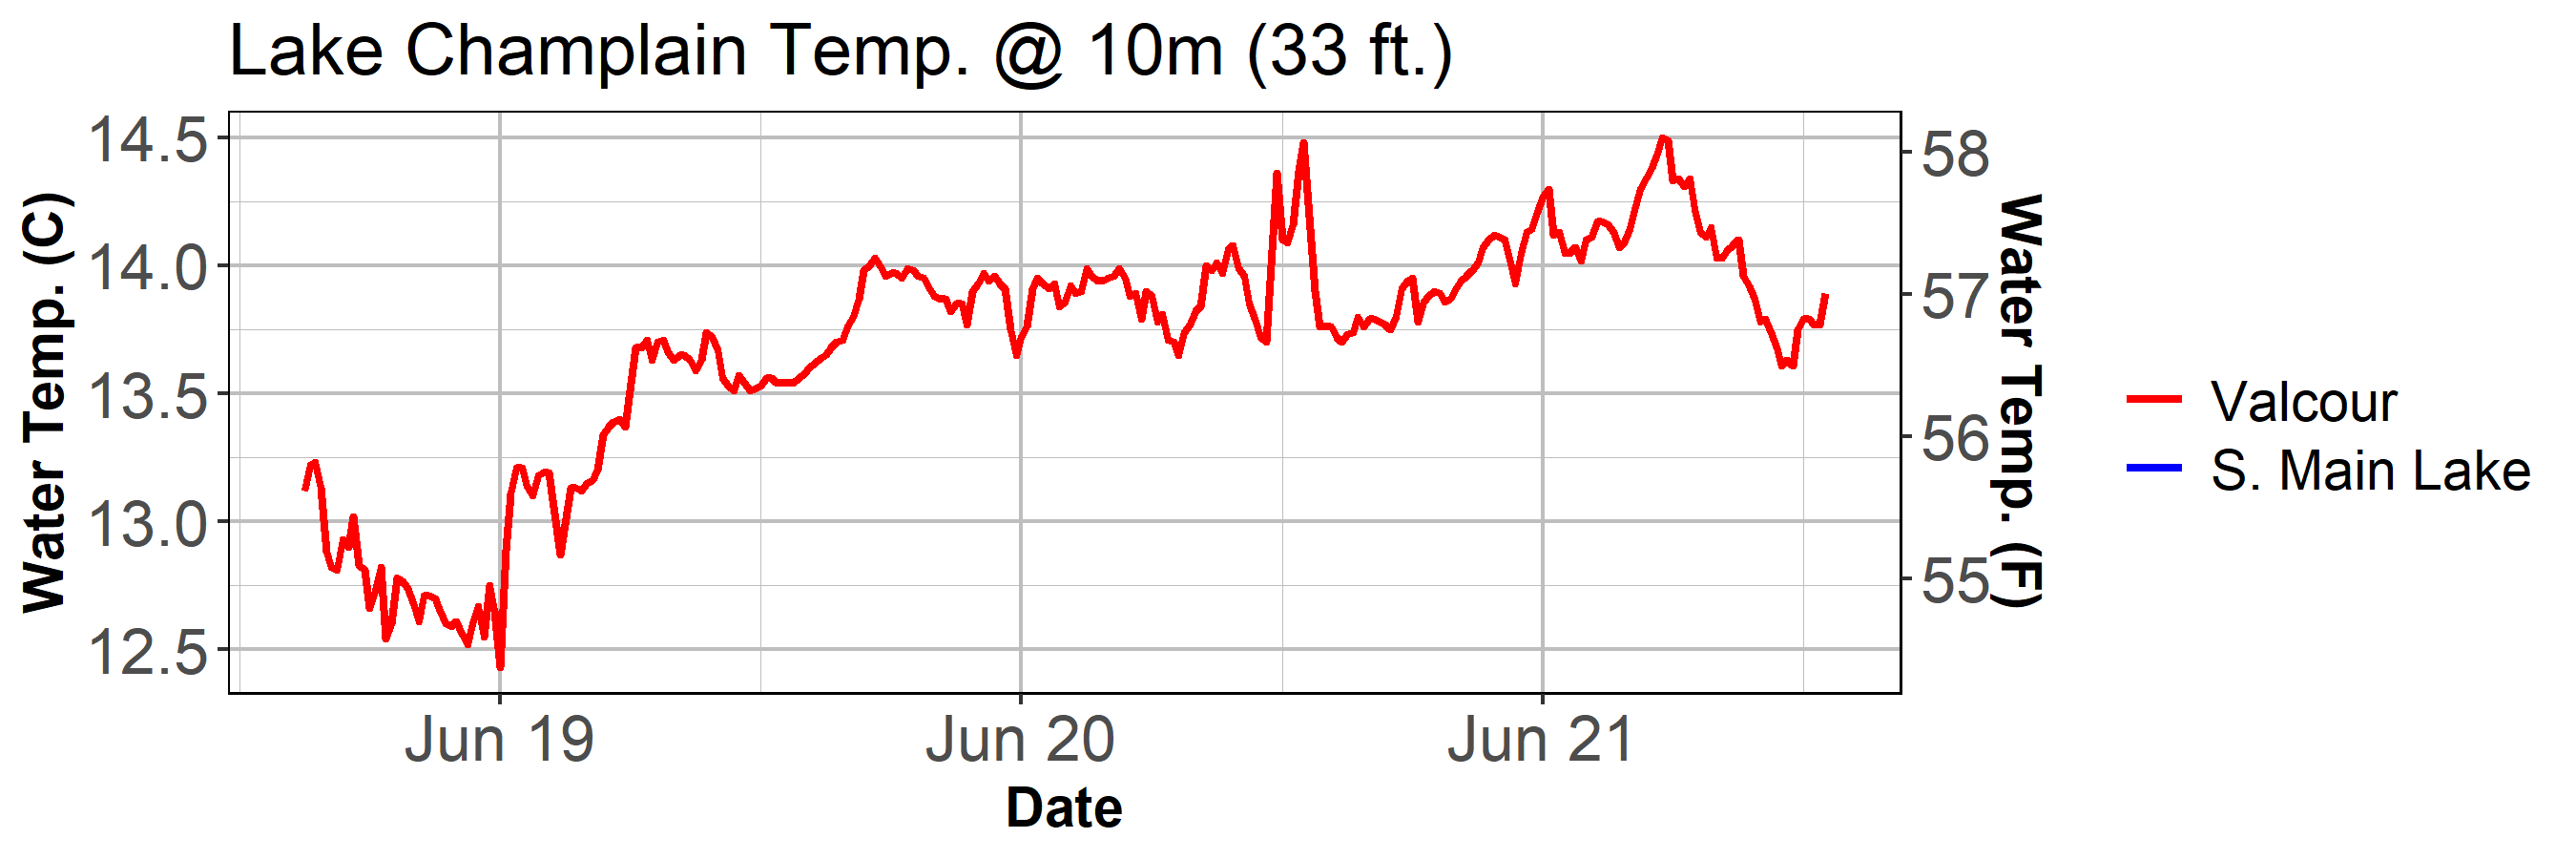 Lake Champlain Temp. @ 10m (33 ft.)
Water Temp. (C)
14.5
14.0
13.5
13.0
12.5
58
57
56
55
Water Temp. (F)
Jun 19
Jun 20
Jun 21
Date
Valcour
S. Main Lake